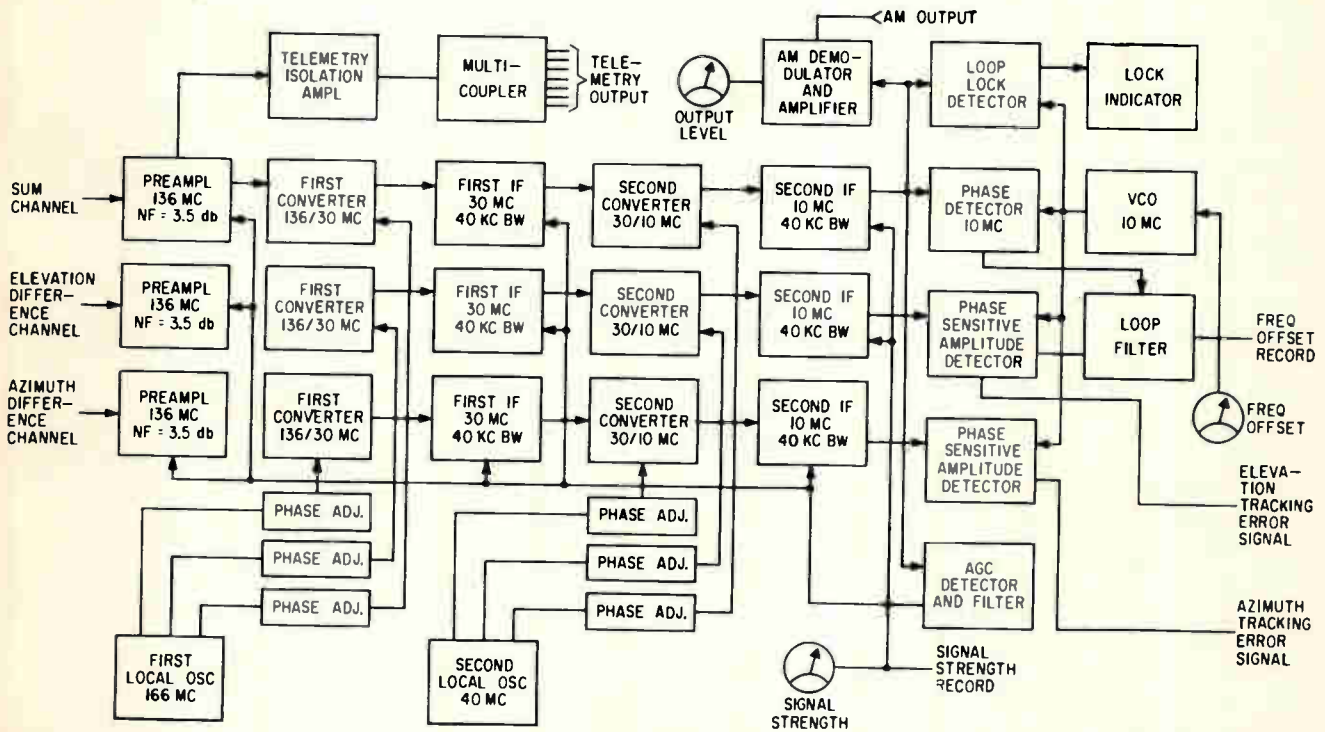 AM OUTPUT
TELEMETRY
ISOLATION
AMPL
MULTI-
COUPLER
TELE-
METRY
OUTPUT
OUTPUT
LEVEL
AM DEMO-
DULATOR
AND
AMPLIFIER
LOOP
LOCK
DETECTOR
LOCK
INDICATOR
SUM
CHANNEL
PREAMPL
136 MC
NF = 3.5 db
FIRST
CONVERTER
136/30 MC
FIRST IF
30 MC
40 KC BW
SECOND
CONVERTER
30/10 MC
SECOND IF
10 MC
40 KC BW
PHASE
DETECTOR
10 MC
VCO
10 MC
ELEVATION
DIFFER-
ENCE
CHANNEL
PREAMPL
136 MC
NF = 3.5 db
FIRST
CONVERTER
136/30 MC
FIRST IF
30 MC
40 KC BW
SECOND
CONVERTER
30/10 MC
SECOND IF
10 MC
40 KC BW
PHASE
SENSITIVE
AMPLITUDE
DETECTOR
LOOP
FILTER
FREQ
OFFSET
RECORD
FREQ
OFFSET
AZIMUTH
DIFFER-
ENCE
CHANNEL
PREAMPL
136 MC
NF = 3.5 db
FIRST
CONVERTER
136/30 MC
FIRST IF
30 MC
40 KC BW
SECOND
CONVERTER
30/10 MC
SECOND IF
10 MC
40 KC BW
PHASE
SENSITIVE
AMPLITUDE
DETECTOR
ELEVA-
TION
TRACKING
ERROR
SIGNAL
PHASE ADJ.
PHASE ADJ.
PHASE ADJ.
PHASE ADJ.
PHASE ADJ.
PHASE ADJ.
AGC
DETECTOR
AND FILTER
AZIMUTH
TRACKING
ERROR
SIGNAL
FIRST
LOCAL OSC
166 MC
SECOND
LOCAL OSC
40 MC
SIGNAL
STRENGTH
SIGNAL
STRENGTH
RECORD